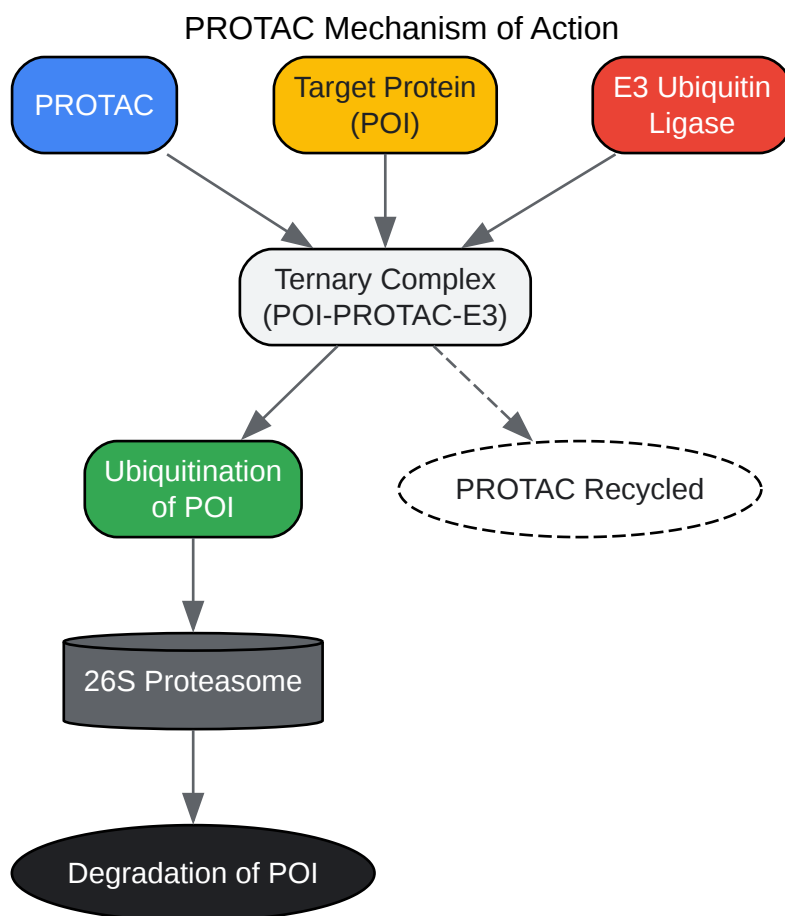 PROTAC Mechanism of Action
PROTAC
Target Protein
(POI)
E3 Ubiquitin
Ligase
Ternary Complex
(POI-PROTAC-E3)
Ubiquitination
of POI
PROTAC Recycled
26S Proteasome
Degradation of POI